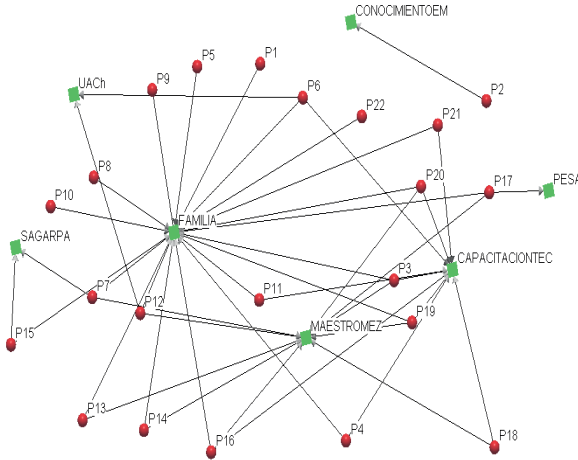 CONOCIMIENTOEM
P1
P5
P9
P6
UACh
P2
P22
P21
P8
P20
P17
PESA
P10
FAMILIA
SAGARPA
CAPACITACIONTEC
P3
P7
P11
P12
P19
MAESTROMEZ
P15
P13
P14
P4
P16
P18